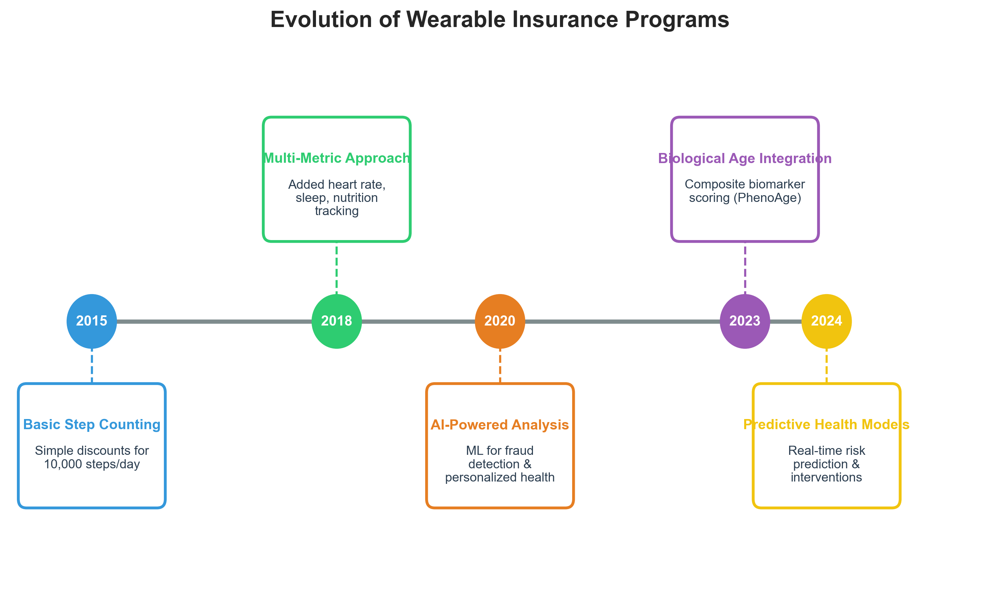 Evolution of Wearable Insurance Programs
Multi-Metric Approach
Added heart rate,
sleep, nutrition
tracking
Biological Age Integration
Composite biomarker
scoring (PhenoAge)
2015
2018
2020
2023
2024
Basic Step Counting
Simple discounts for
10,000 steps/day
AI-Powered Analysis
ML for fraud
detection &
personalized health
Predictive Health Models
Real-time risk
prediction &
interventions